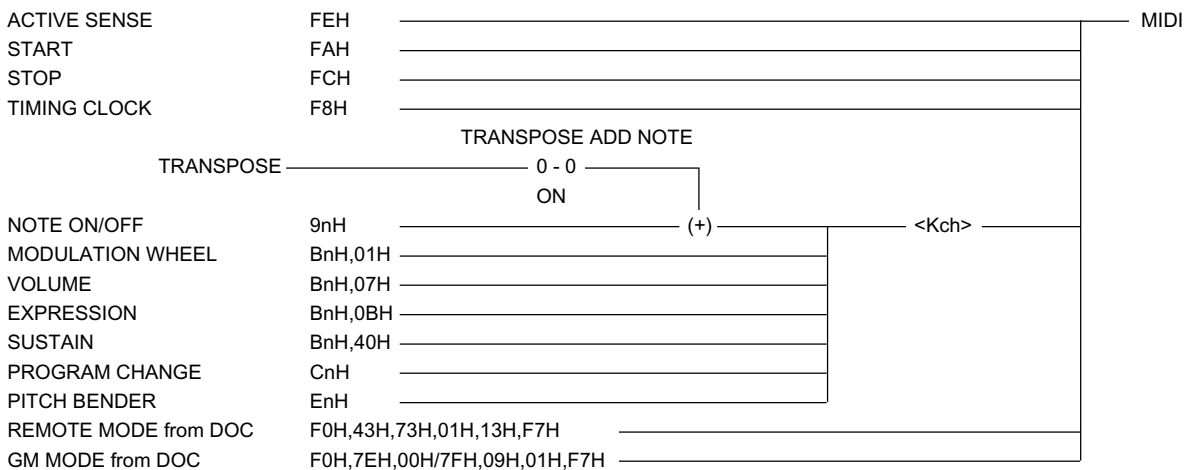 ACTIVE SENSE FEH MIDI
START FAH
STOP FCH
TIMING CLOCK F8H
TRANSPOSE ADD NOTE
TRANSPOSE 0 - 0
ON
NOTE ON/OFF 9nH (+) <Kch>
MODULATION WHEEL BnH,01H
VOLUME BnH,07H
EXPRESSION BnH,0BH
SUSTAIN BnH,40H
PROGRAM CHANGE CnH
PITCH BENDER EnH
REMOTE MODE from DOC F0H,43H,73H,01H,13H,F7H
GM MODE from DOC F0H,7EH,00H/7FH,09H,01H,F7H